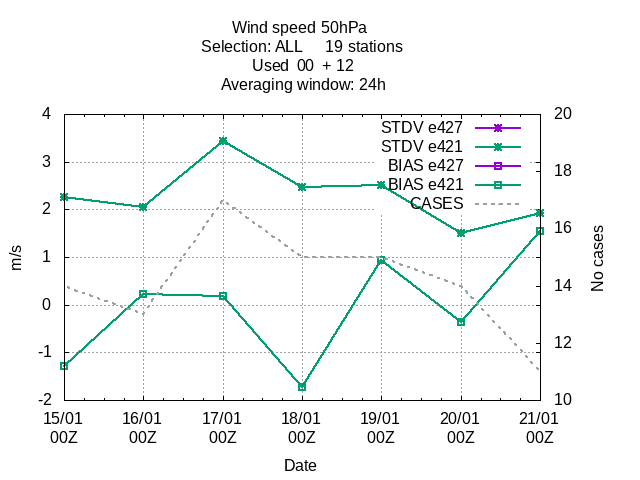 Wind speed 50hPa
Selection: ALL 19 stations
Used 00 + 12
Averaging window: 24h
4
3
2
1
0
-1
-2
m/s
20
18
16
14
12
10
No cases
STDV e427
STDV e421
BIAS e427
BIAS e421
CASES
15/01 16/01 17/01 18/01 19/01 20/01 21/01
00Z 00Z 00Z 00Z 00Z 00Z 00Z
Date